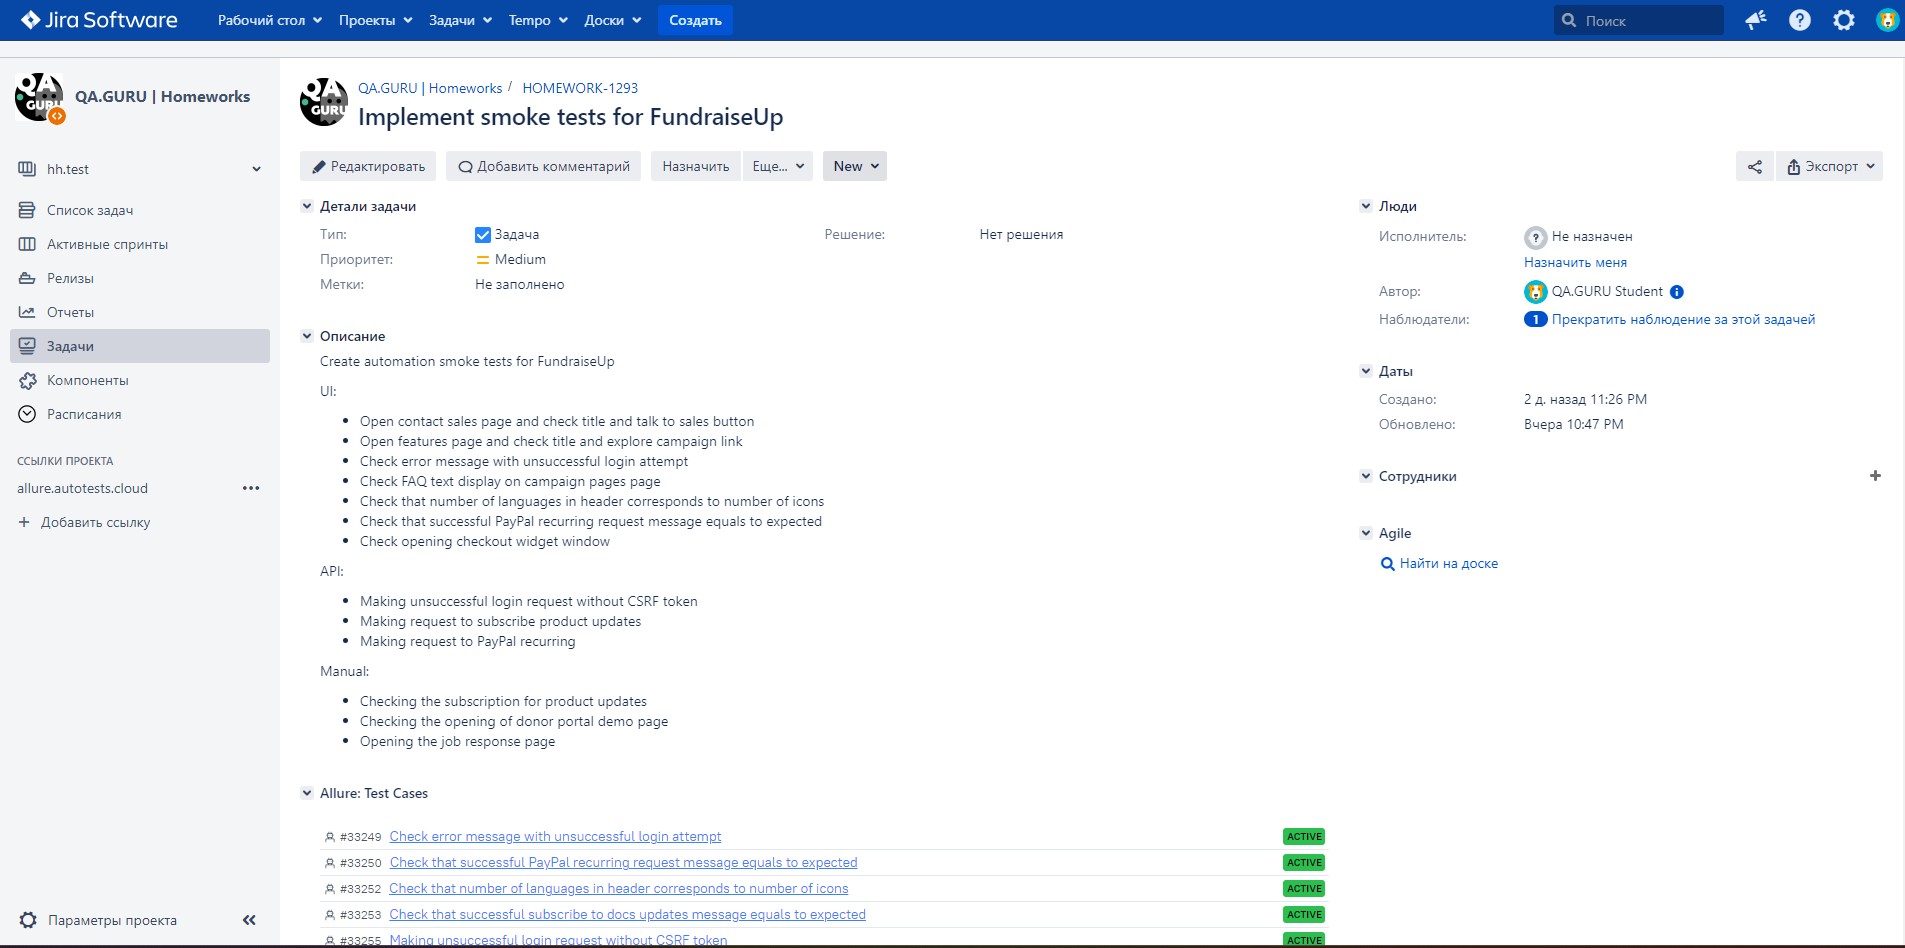 Jira Software Рабочий стол Проекты Задачи Tempo Доски Создать Поиск
QA GURU
QA.GURU | Homeworks
hh.test
Список задач
Активные спринты
Релизы
Отчеты
Задачи
Компоненты
Расписания
ССЫЛКИ ПРОЕКТА
allure.autotests.cloud
Добавить ссылку
Параметры проекта
QA GURU
QA.GURU | Homeworks / HOMEWORK-1293
Implement smoke tests for FundraiseUp
Редактировать Добавить комментарий Назначить Еще... New Экспорт
Детали задачи
Тип: Задача Решение: Нет решения
Приоритет: Medium
Метки: Не заполнено
Описание
Create automation smoke tests for FundraiseUp
UI:
Open contact sales page and check title and talk to sales button
Open features page and check title and explore campaign link
Check error message with unsuccessful login attempt
Check FAQ text display on campaign pages page
Check that number of languages in header corresponds to number of icons
Check that successful PayPal recurring request message equals to expected
Check opening checkout widget window
API:
Making unsuccessful login request without CSRF token
Making request to subscribe product updates
Making request to PayPal recurring
Manual:
Checking the subscription for product updates
Checking the opening of donor portal demo page
Opening the job response page
Allure: Test Cases
#33249 Check error message with unsuccessful login attempt ACTIVE
#33250 Check that successful PayPal recurring request message equals to expected ACTIVE
#33252 Check that number of languages in header corresponds to number of icons ACTIVE
#33253 Check that successful subscribe to docs updates message equals to expected ACTIVE
#33255 Making unsuccessful login request without CSRF token ACTIVE
Люди
Исполнитель: Не назначен
Назначить меня
Автор: QA.GURU Student
Наблюдатели: 1 Прекратить наблюдение за этой задачей
Даты
Создано: 2 д. назад 11:26 PM
Обновлено: Вчера 10:47 PM
Сотрудники
Agile
Найти на доске